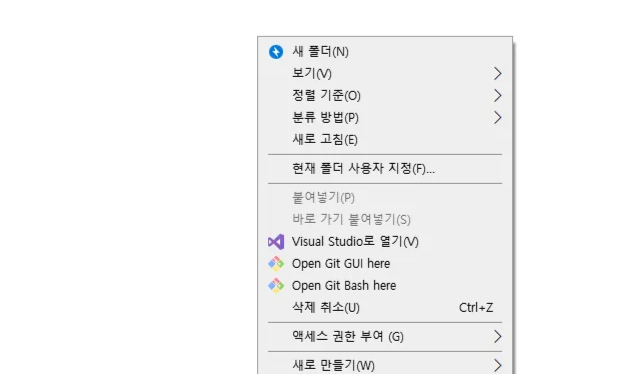 새 폴더(N)
보기(V)
정렬 기준(O)
분류 방법(P)
새로 고침(E)
현재 폴더 사용자 지정(F)...
붙여넣기(P)
바로 가기 붙여넣기(S)
Visual Studio로 열기(V)
Open Git GUI here
Open Git Bash here
삭제 취소(U) Ctrl+Z
액세스 권한 부여 (G)
새로 만들기(W)